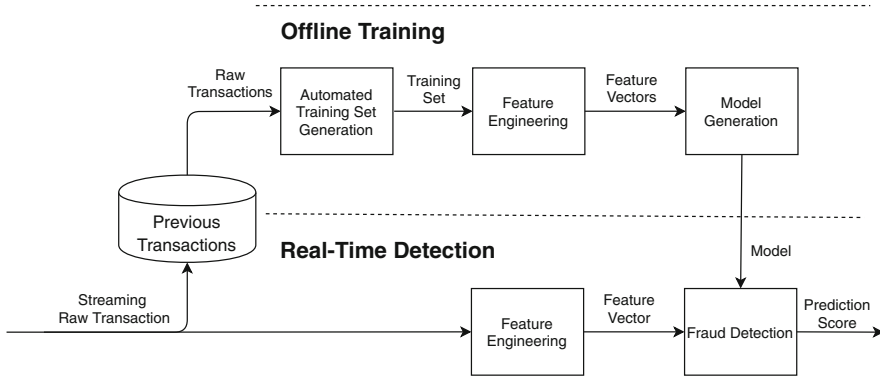 Offline Training
Raw
Transactions
Automated
Training Set
Generation
Training
Set
Feature
Engineering
Feature
Vectors
Model
Generation
Previous
Transactions
Real-Time Detection
Model
Streaming
Raw Transaction
Feature
Engineering
Feature
Vector
Fraud Detection
Prediction
Score